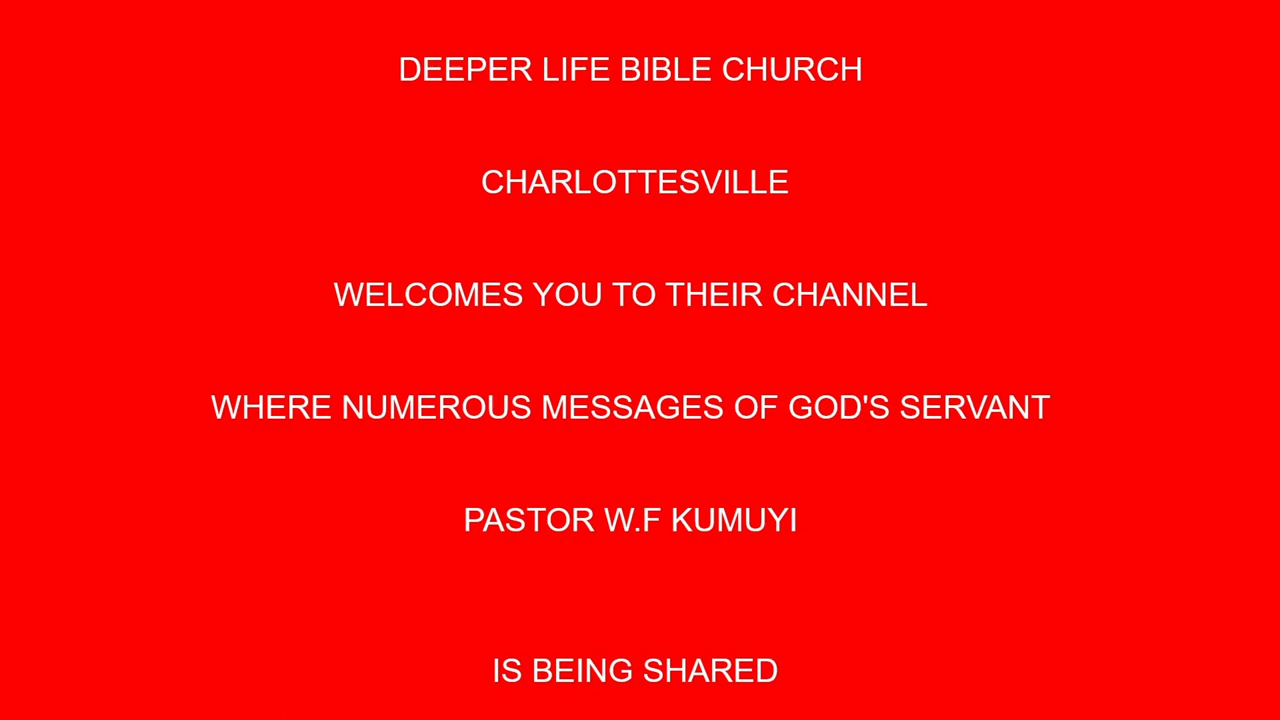 DEEPER LIFE BIBLE CHURCH
CHARLOTTESVILLE
WELCOMES YOU TO THEIR CHANNEL
WHERE NUMEROUS MESSAGES OF GOD'S SERVANT
PASTOR W.F KUMUYI
IS BEING SHARED